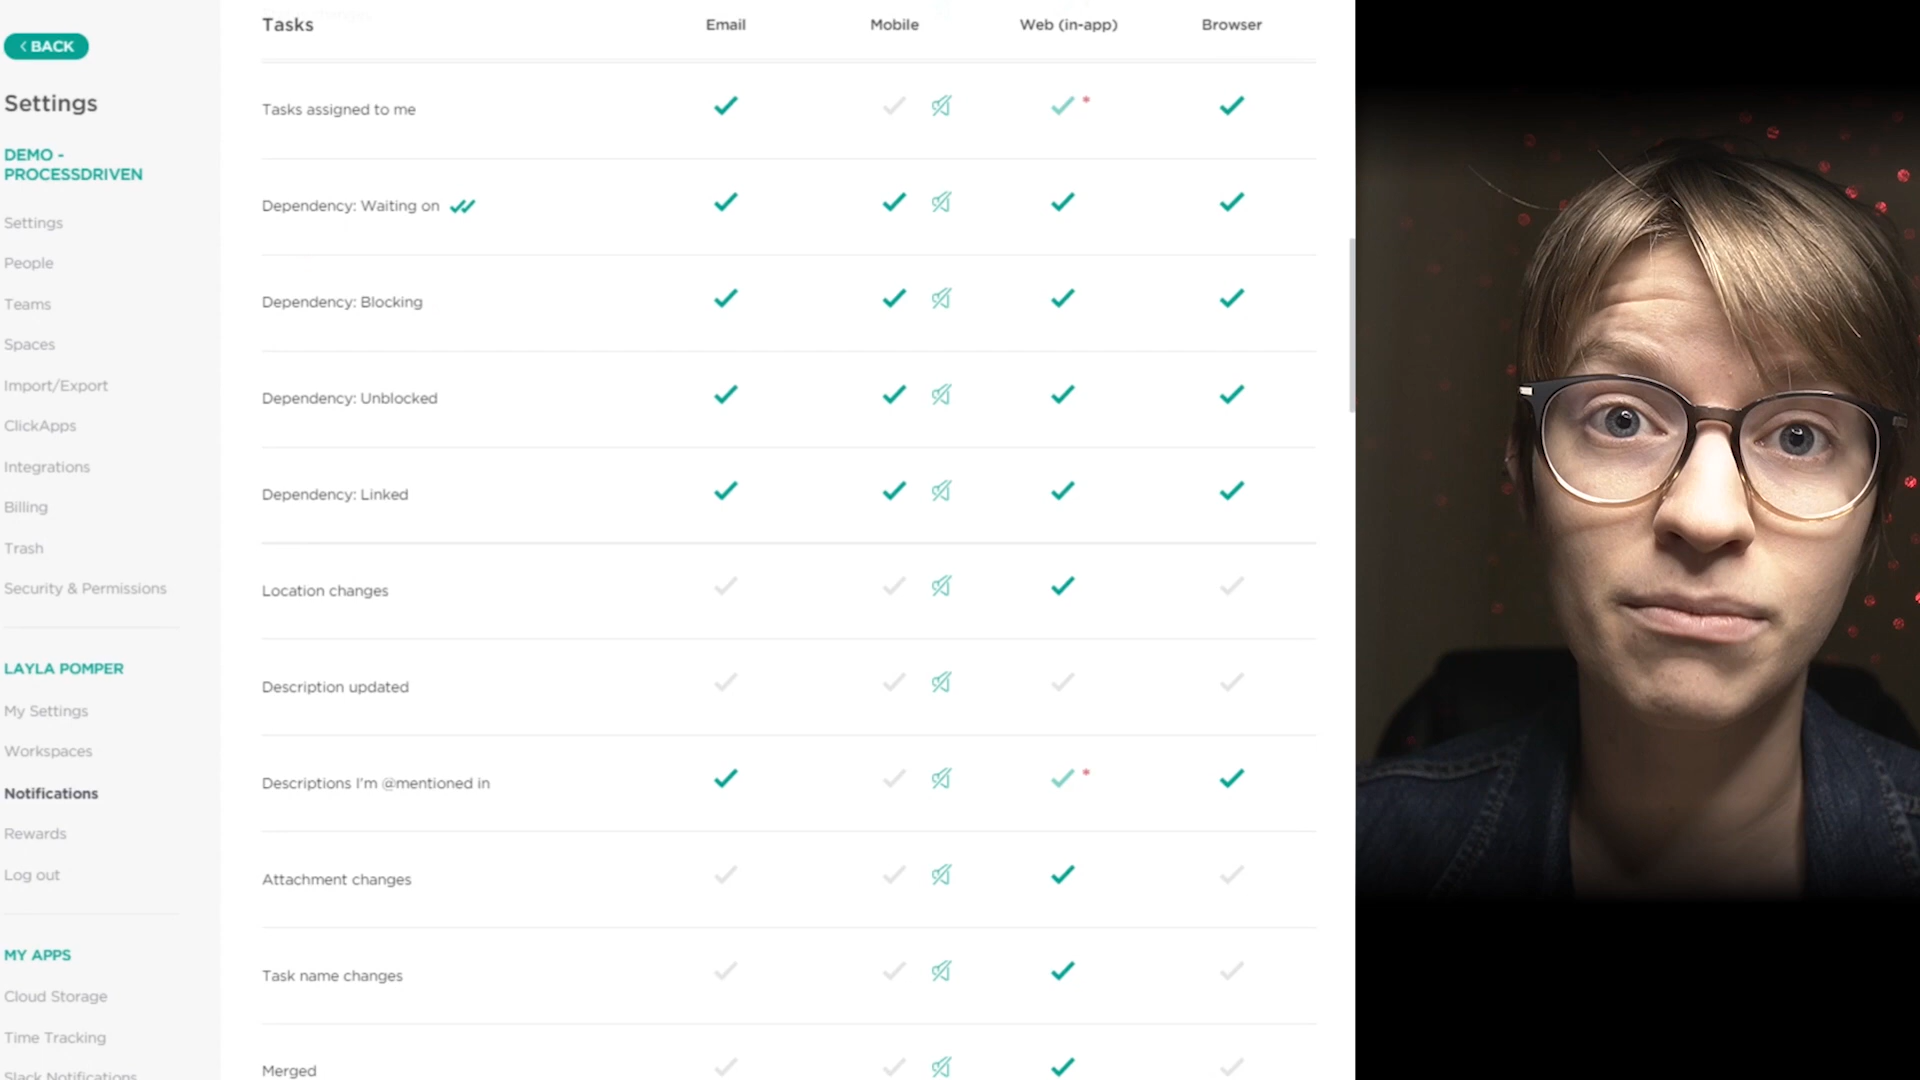 BACK
Settings
DEMO -
PROCESSDRIVEN
Settings
People
Teams
Spaces
Import/Export
ClickApps
Integrations
Billing
Trash
Security & Permissions
LAYLA POMPER
My Settings
Workspaces
Notifications
Rewards
Log out
MY APPS
Cloud Storage
Time Tracking
Slack Notifications
Tasks Email Mobile Web (in-app) Browser
Tasks assigned to me *
Dependency: Waiting on
Dependency: Blocking
Dependency: Unblocked
Dependency: Linked
Location changes
Description updated
Descriptions I'm @mentioned in *
Attachment changes
Task name changes
Merged